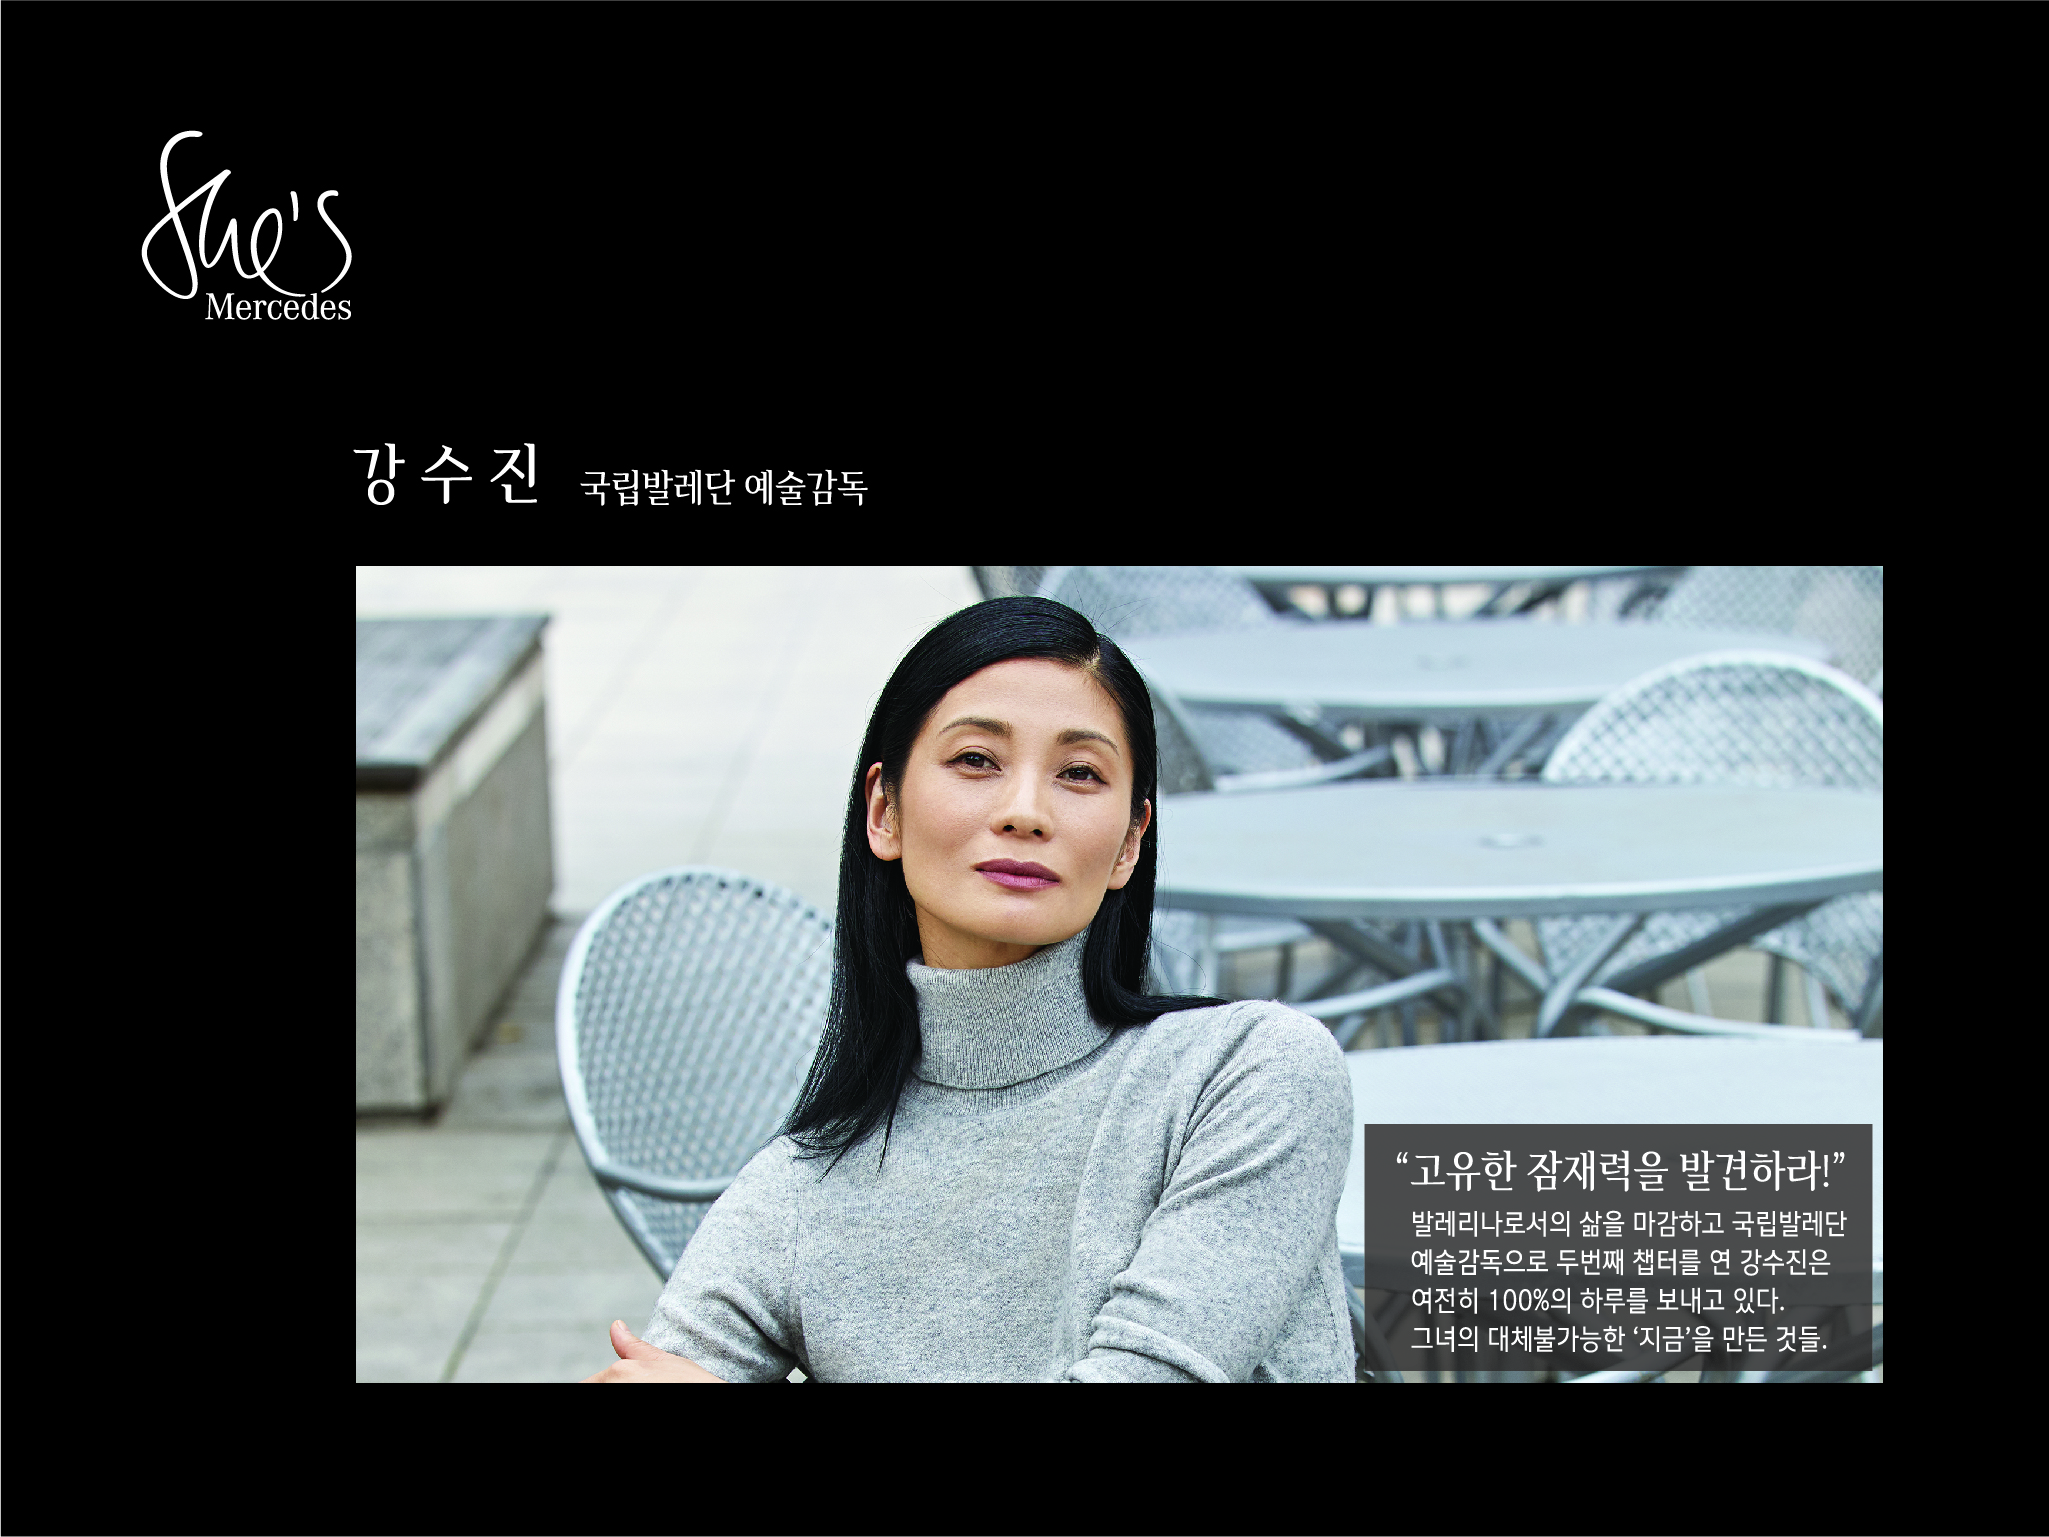 She's
Mercedes
강수진 국립발레단 예술감독
“고유한 잠재력을 발견하라!”
발레리나로서의 삶을 마감하고 국립발레단
예술감독으로 두번째 챕터를 연 강수진은
여전히 100%의 하루를 보내고 있다.
그녀의 대체불가능한 ‘지금’을 만든 것들.